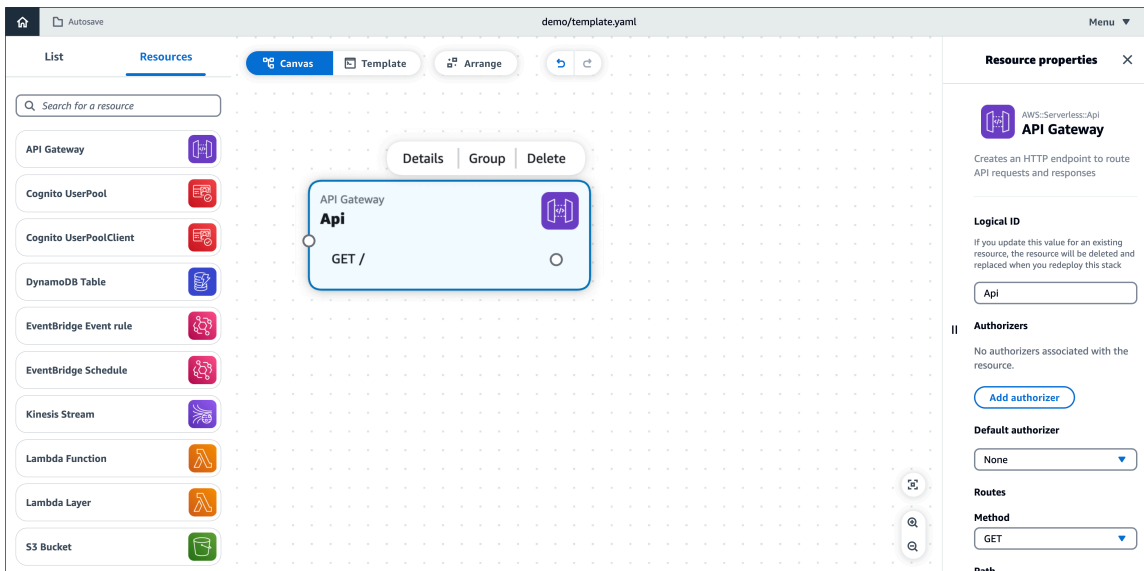 Autosave
demo/template.yaml
Menu
List
Resources
Search for a resource
API Gateway
Cognito UserPool
Cognito UserPoolClient
DynamoDB Table
EventBridge Event rule
EventBridge Schedule
Kinesis Stream
Lambda Function
Lambda Layer
S3 Bucket
Canvas
Template
Arrange
Details
Group
Delete
API Gateway
Api
GET /
Resource properties
AWS::Serverless::Api
API Gateway
Creates an HTTP endpoint to route
API requests and responses
Logical ID
If you update this value for an existing
resource, the resource will be deleted and
replaced when you redeploy this stack
Api
Authorizers
No authorizers associated with the
resource.
Add authorizer
Default authorizer
None
Routes
Method
GET
Path